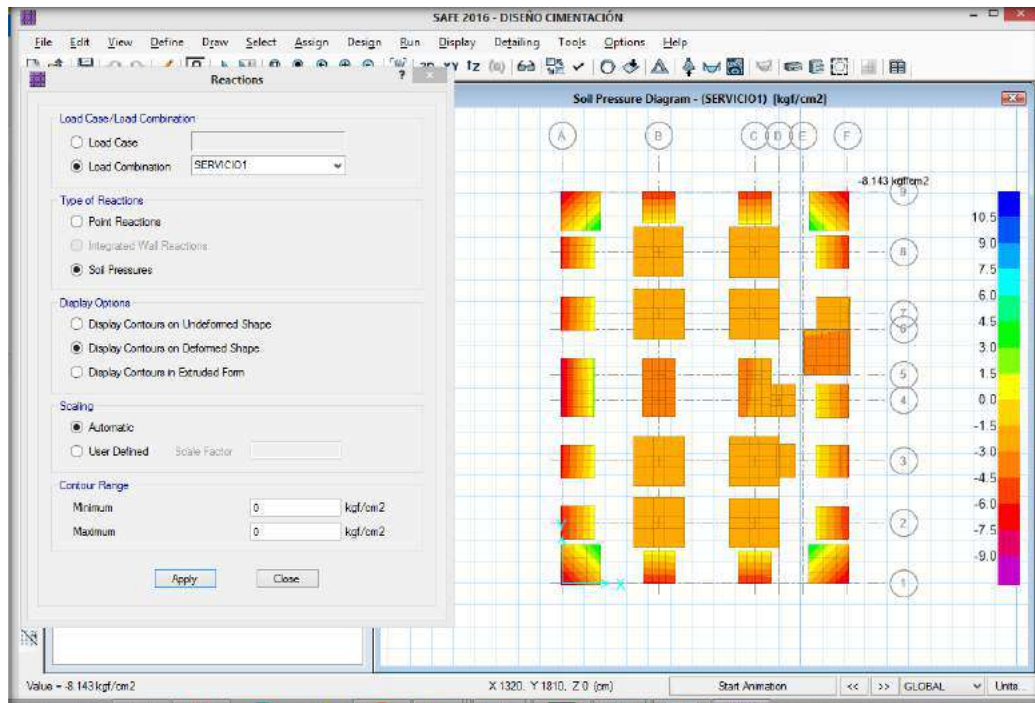 SAFE 2016 - DISEÑO CIMENTACIÓN
File Edit View Define Draw Select Assign Design Run Display Detailing Tools Options Help
Reactions
?
Load Case/Load Combination
Load Case
Load Combination SERVICIO1
Type of Reactions
Point Reactions
Integrated Wall Reactions
Soil Pressures
Display Options
Display Contours on Undeformed Shape
Display Contours on Deformed Shape
Display Contours in Extruded Form
Scaling
Automatic
User Defined Scale Factor
Contour Range
Minimum 0 kgf/cm2
Maximum 0 kgf/cm2
Apply Close
Soil Pressure Diagram - (SERVICIO1) [kgf/cm2]
A B C D E F
-8.143 kgf/cm2
9
8
7
6
5
4
3
2
1
Y
X
10.5
9.0
7.5
6.0
4.5
3.0
1.5
0.0
-1.5
-3.0
-4.5
-6.0
-7.5
-9.0
Value = -8.143 kgf/cm2 X 1320, Y 1810, Z 0 (cm) Start Animation << >> GLOBAL Units...